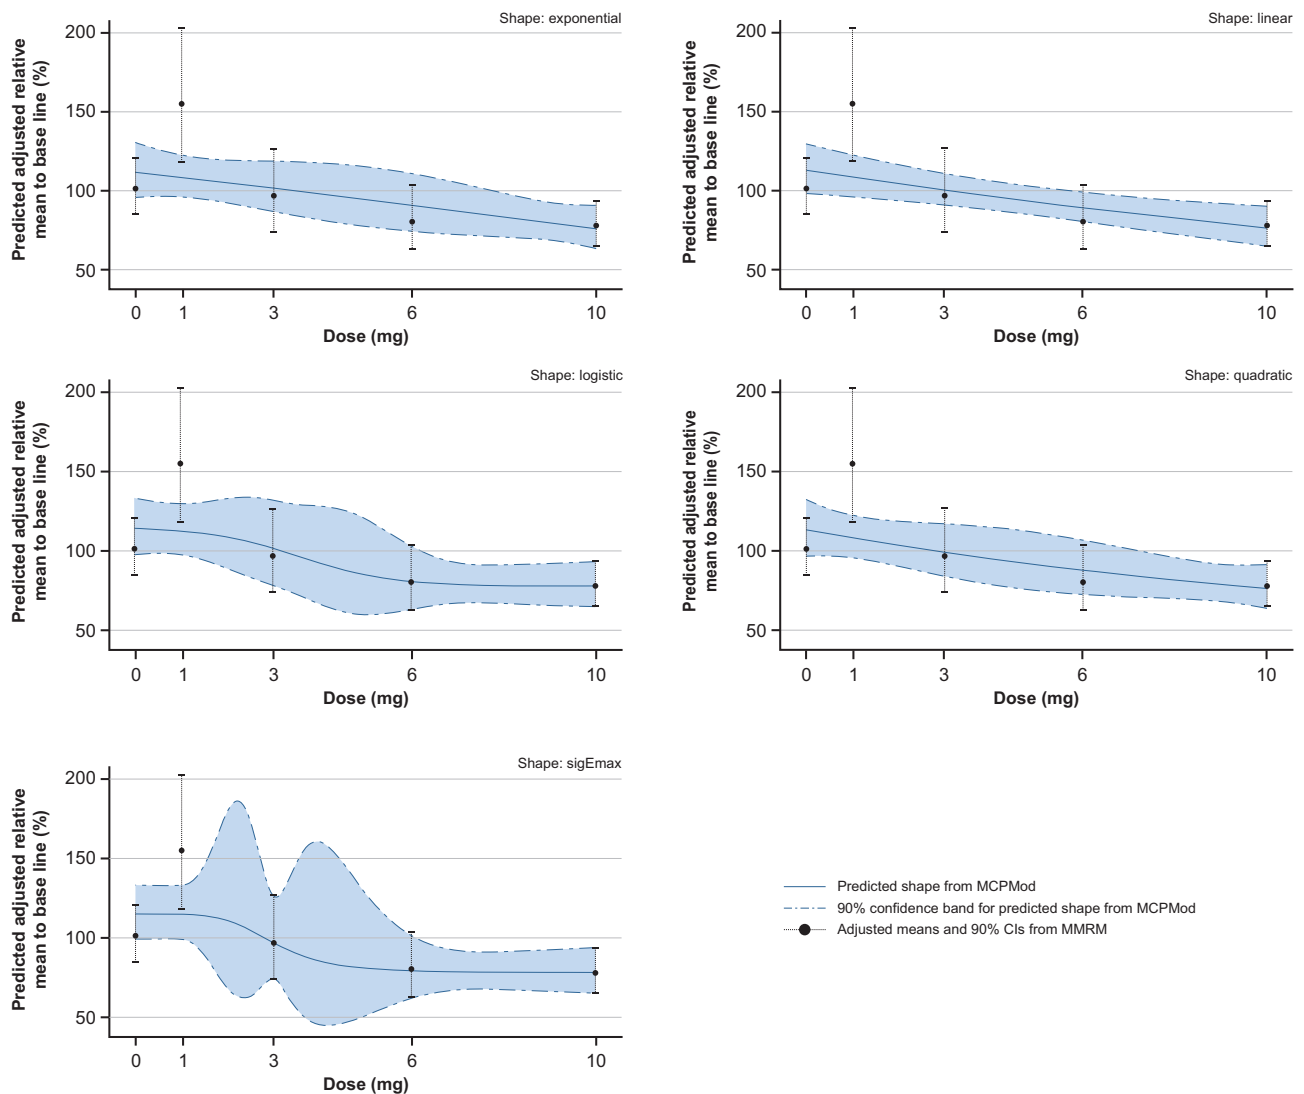 Shape: exponential
Predicted adjusted relative
mean to base line (%)
200
150
100
50
0 1 3 6 10
Dose (mg)
Shape: linear
Predicted adjusted relative
mean to base line (%)
200
150
100
50
0 1 3 6 10
Dose (mg)
Shape: logistic
Predicted adjusted relative
mean to base line (%)
200
150
100
50
0 1 3 6 10
Dose (mg)
Shape: quadratic
Predicted adjusted relative
mean to base line (%)
200
150
100
50
0 1 3 6 10
Dose (mg)
Shape: sigEmax
Predicted adjusted relative
mean to base line (%)
200
150
100
50
0 1 3 6 10
Dose (mg)
Predicted shape from MCPMod
90% confidence band for predicted shape from MCPMod
Adjusted means and 90% CIs from MMRM